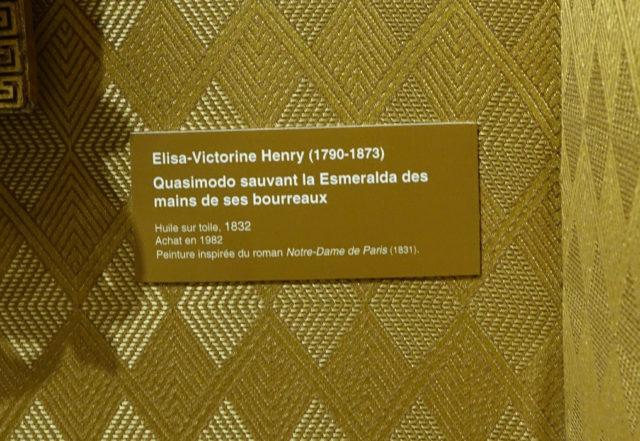 Elisa-Victorine Henry (1790-1873)
Quasimodo sauvant la Esmeralda des
mains de ses bourreaux
Huile sur toile, 1832
Achat en 1982
Peinture inspirée du roman Notre-Dame de Paris (1831).